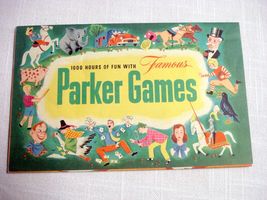 1000 HOURS OF FUN WITH Famous
Parker Games